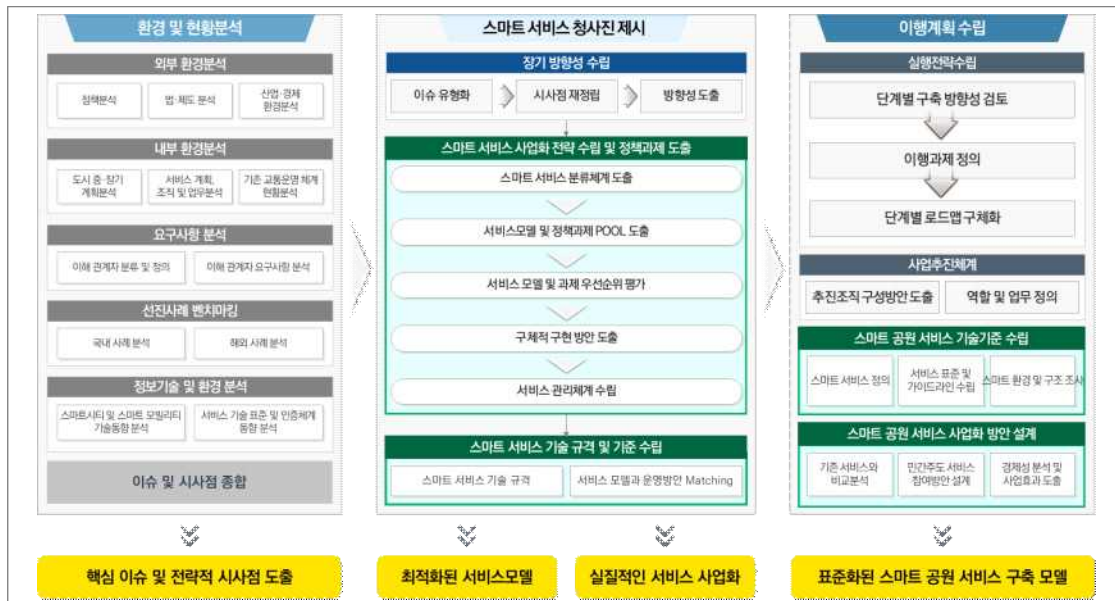 환경 및 현황분석
외부 환경분석
정책분석
법·제도 분석
산업·경제
환경분석
내부 환경분석
도시 중·장기
계획분석
서비스 계획,
조직 및 업무분석
기존 교통운영 체계
현황분석
요구사항 분석
이해 관계자 분류 및 정의
이해 관계자 요구사항 분석
선진사례 벤치마킹
국내 사례 분석
해외 사례 분석
정보기술 및 환경 분석
스마트시티 및 스마트 모빌리티
기술동향 분석
서비스 기술 표준 및 인증체계
동향 분석
이슈 및 시사점 종합
핵심 이슈 및 전략적 시사점 도출
스마트 서비스 청사진 제시
장기 방향성 수립
이슈 유형화
시사점 재정립
방향성 도출
스마트 서비스 사업화 전략 수립 및 정책과제 도출
스마트 서비스 분류체계 도출
서비스모델 및 정책과제 POOL 도출
서비스 모델 및 과제 우선순위 평가
구체적 구현 방안 도출
서비스 관리체계 수립
스마트 서비스 기술 규격 및 기준 수립
스마트 서비스 기술 규격
서비스 모델과 운영방안 Matching
최적화된 서비스모델
실질적인 서비스 사업화
이행계획 수립
실행전략수립
단계별 구축 방향성 검토
이행과제 정의
단계별 로드맵 구체화
사업추진체계
추진조직 구성방안 도출
역할 및 업무 정의
스마트 공원 서비스 기술기준 수립
스마트 서비스 정의
서비스 표준 및
가이드라인 수립
스마트 환경 및 구조 조사
스마트 공원 서비스 사업화 방안 설계
기존 서비스와
비교분석
민간주도 서비스
참여방안 설계
경제성 분석 및
사업효과 도출
표준화된 스마트 공원 서비스 구축 모델